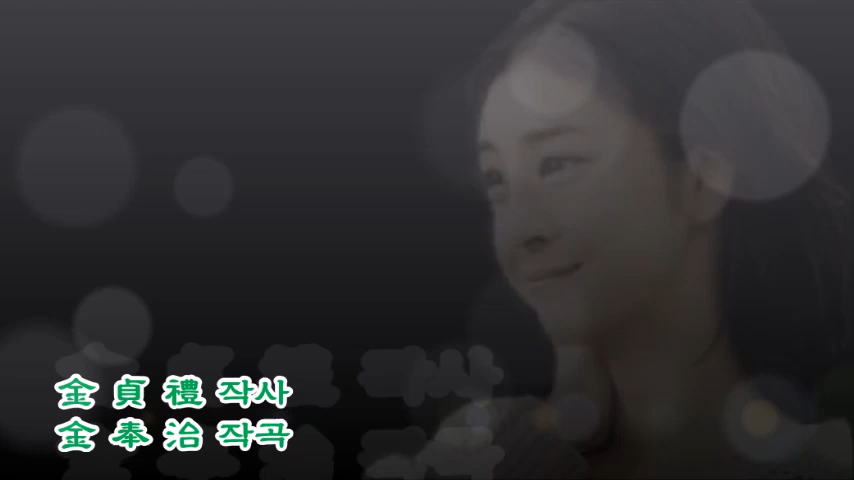 金 貞 禮 작사
金 奉 治 작곡